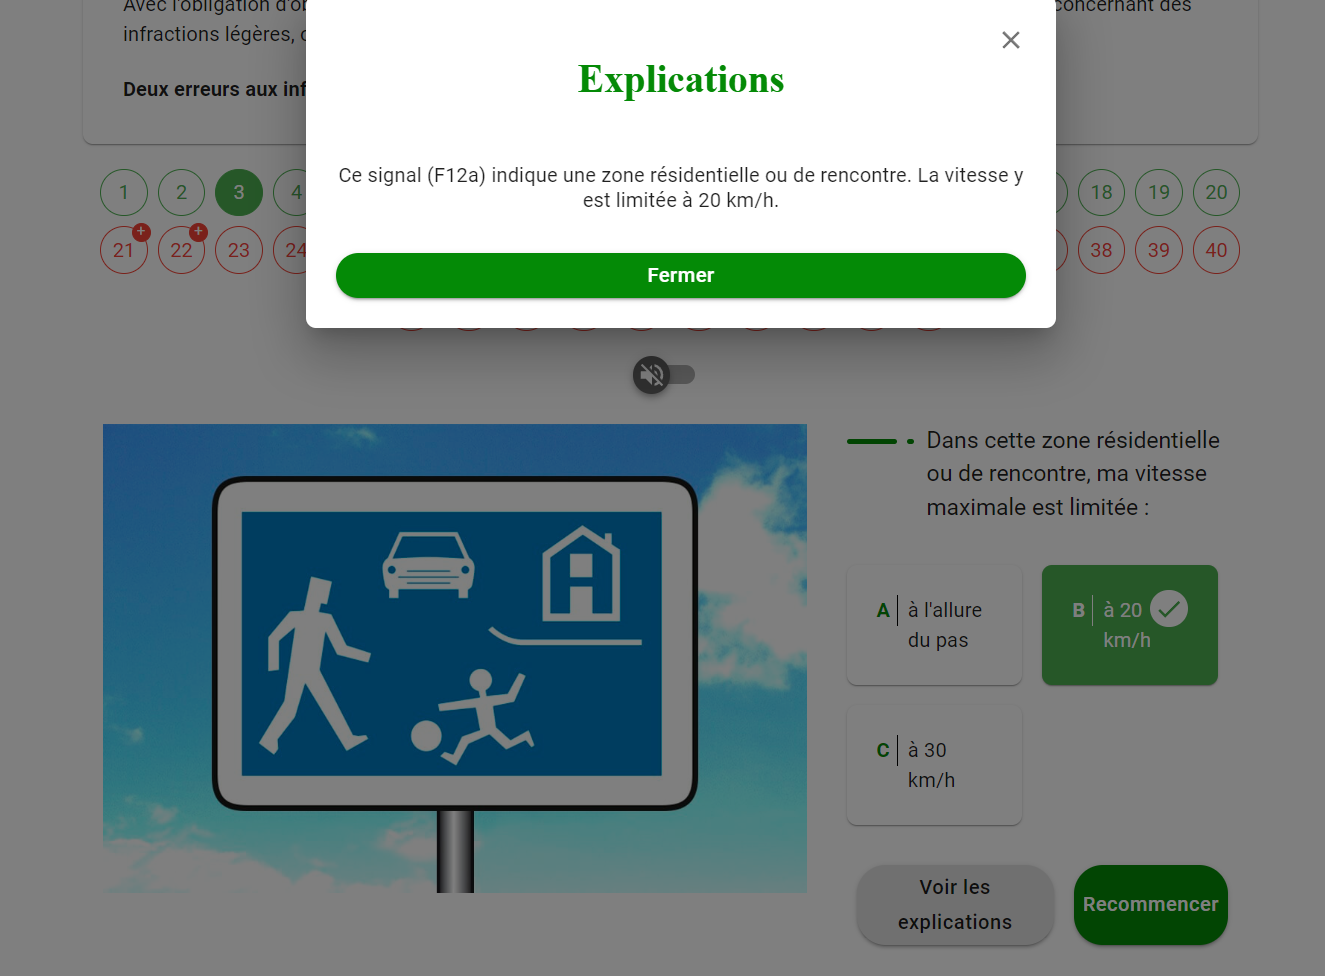 Avec l'obligation d'o
concernant des
infractions légères,
Deux erreurs aux inf
Explications
Ce signal (F12a) indique une zone résidentielle ou de rencontre. La vitesse y
est limitée à 20 km/h.
Fermer
1 2 3 4 18 19 20
21 + 22 + 23 24 38 39 40
Dans cette zone résidentielle
ou de rencontre, ma vitesse
maximale est limitée :
A à l'allure
du pas
B à 20
km/h
C à 30
km/h
Voir les
explications
Recommencer